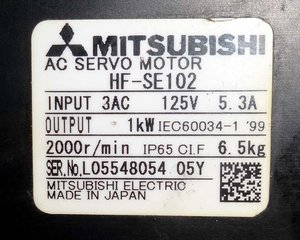 MITSUBISHI
AC SERVO MOTOR
HF-SE102
INPUT 3AC 125V 5.3A
OUTPUT 1kW IEC60034-1 '99
2000r/min IP65 Cl.F 6.5kg
SER.No. L05548054 05Y
MITSUBISHI ELECTRIC
MADE IN JAPAN